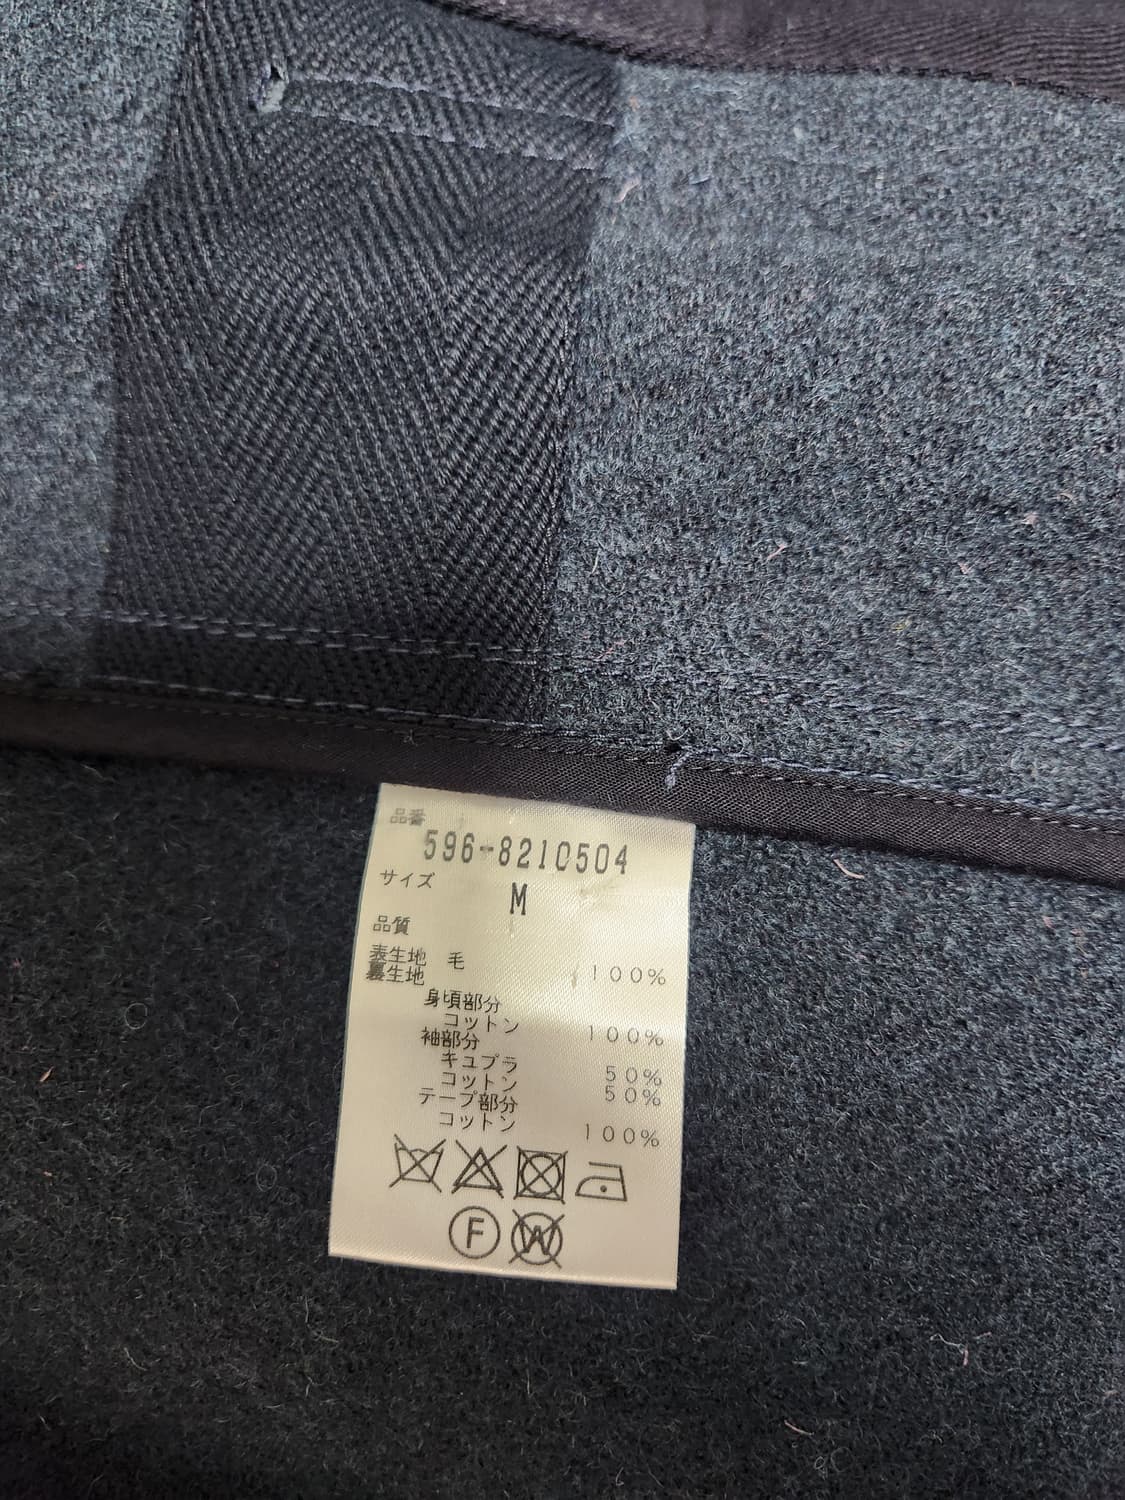 品番
596-8210504
サイズ
M
品質
表生地 毛 100%
裏生地
身頃部分
コットン 100%
袖部分
キュプラ 50%
コットン 50%
テープ部分
コットン 100%
F W